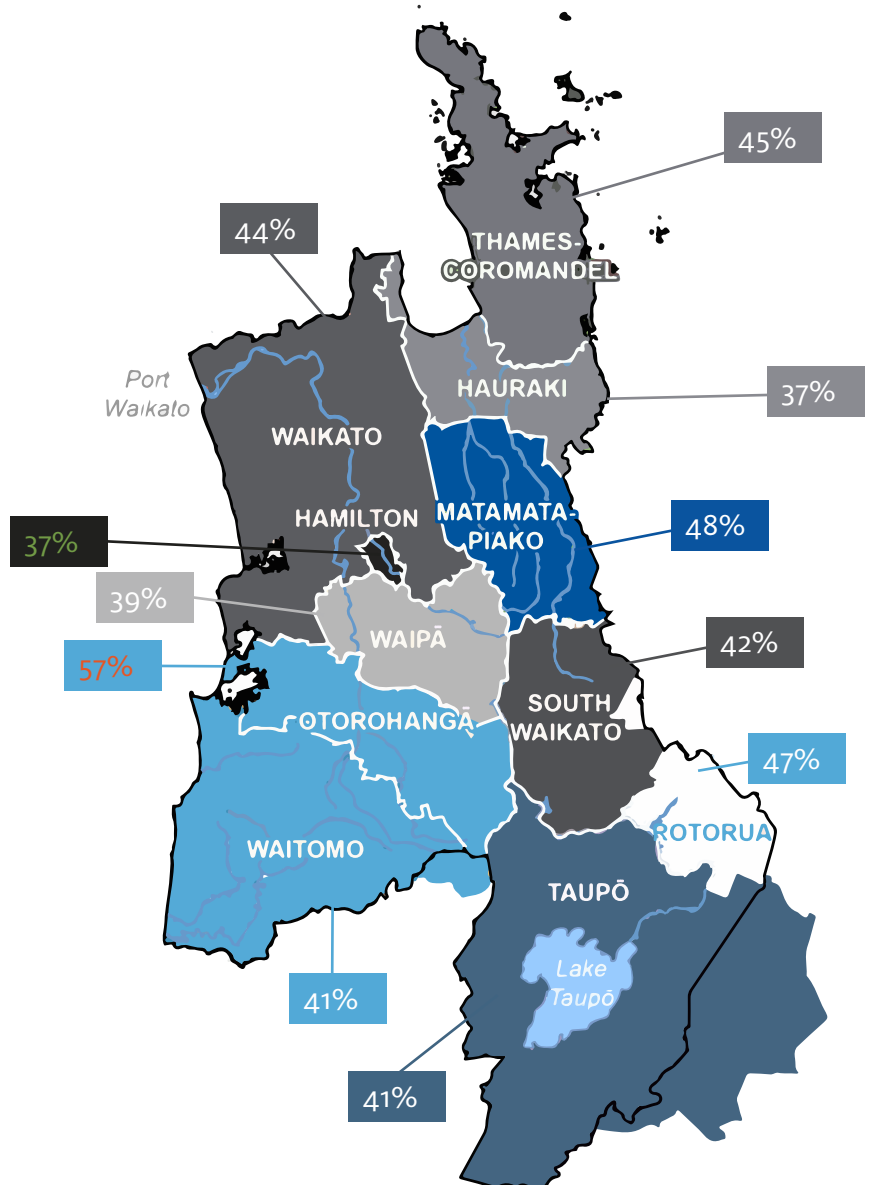 45%
44%
THAMES-
COROMANDEL
Port
Waikato
HAURAKI
37%
WAIKATO
HAMILTON
MATAMATA-
PIAKO
48%
37%
39%
WAIPĀ
57%
42%
SOUTH
WAIKATO
OTOROHANGĀ
47%
ROTORUA
WAITOMO
TAUPŌ
Lake
Taupō
41%
41%